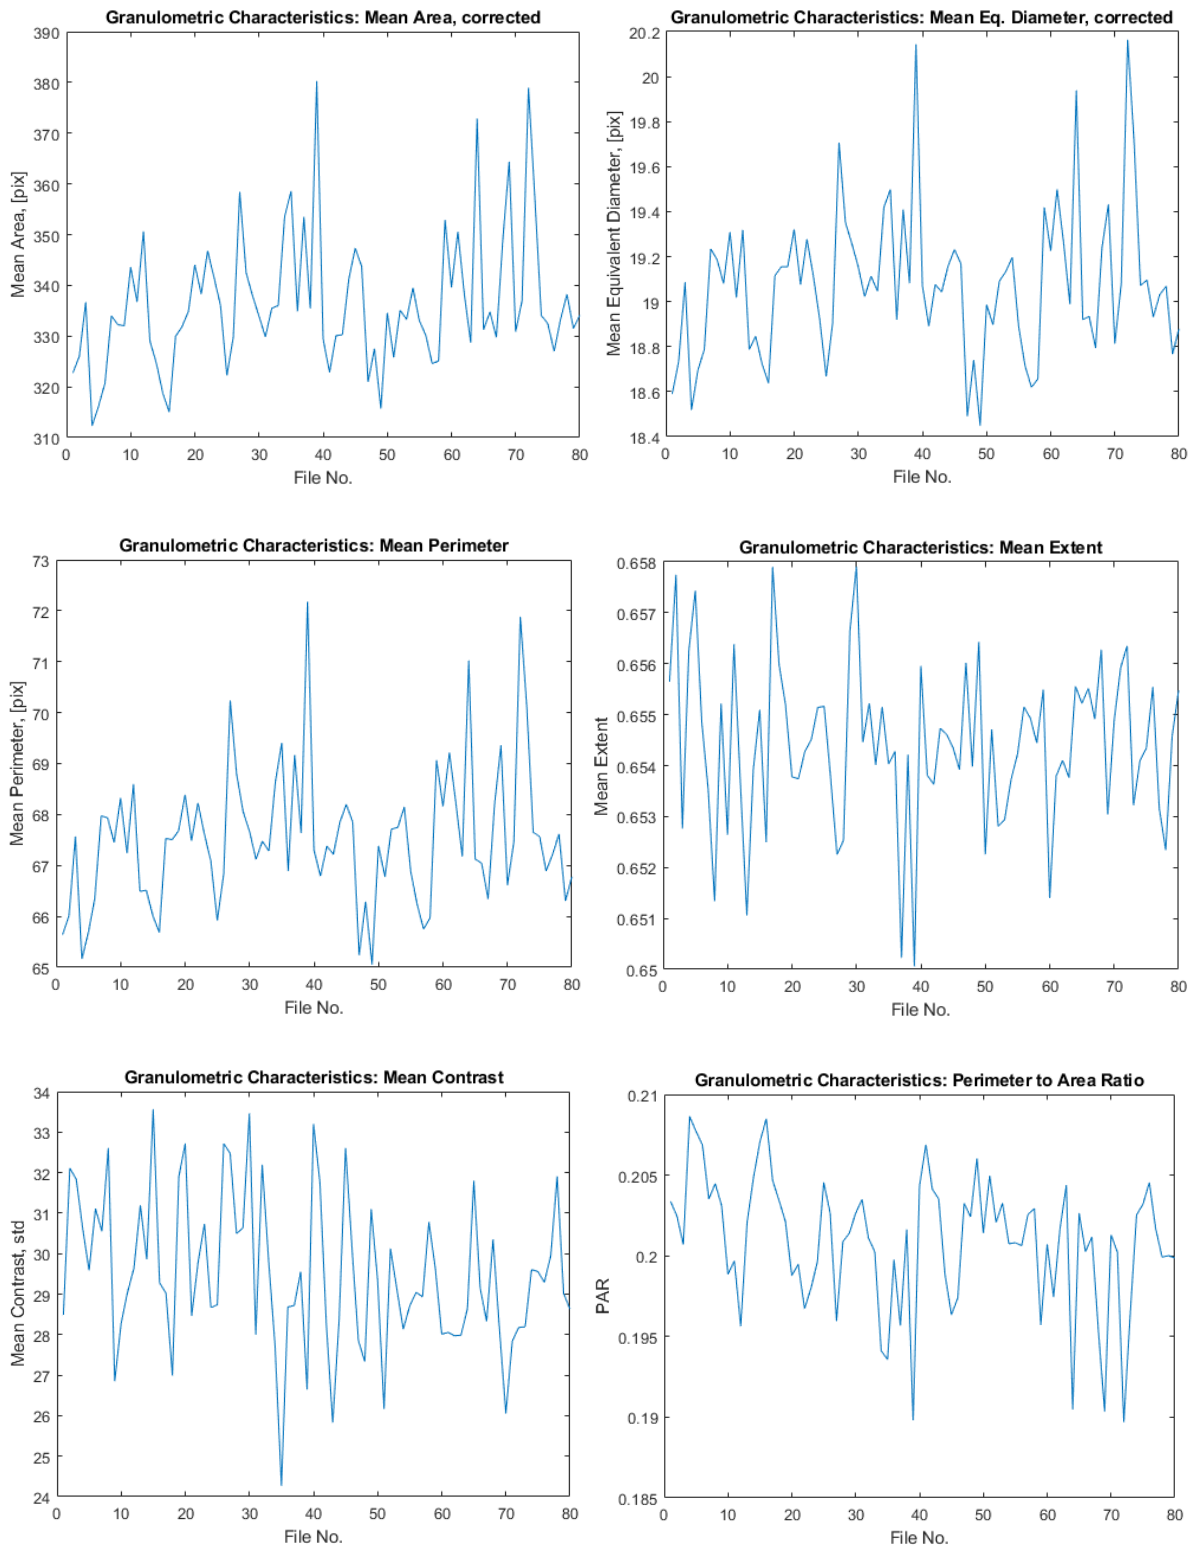 Granulometric Characteristics: Mean Area, corrected
390
380
370
360
350
340
330
320
310
Mean Area, [pix]
0 10 20 30 40 50 60 70 80
File No.
Granulometric Characteristics: Mean Eq. Diameter, corrected
20.2
20
19.8
19.6
19.4
19.2
19
18.8
18.6
18.4
Mean Equivalent Diameter, [pix]
0 10 20 30 40 50 60 70 80
File No.
Granulometric Characteristics: Mean Perimeter
73
72
71
70
69
68
67
66
65
Mean Perimeter, [pix]
0 10 20 30 40 50 60 70 80
File No.
Granulometric Characteristics: Mean Extent
0.658
0.657
0.656
0.655
0.654
0.653
0.652
0.651
0.65
Mean Extent
0 10 20 30 40 50 60 70 80
File No.
Granulometric Characteristics: Mean Contrast
34
33
32
31
30
29
28
27
26
25
24
Mean Contrast, std
0 10 20 30 40 50 60 70 80
File No.
Granulometric Characteristics: Perimeter to Area Ratio
0.21
0.205
0.2
0.195
0.19
0.185
PAR
0 10 20 30 40 50 60 70 80
File No.